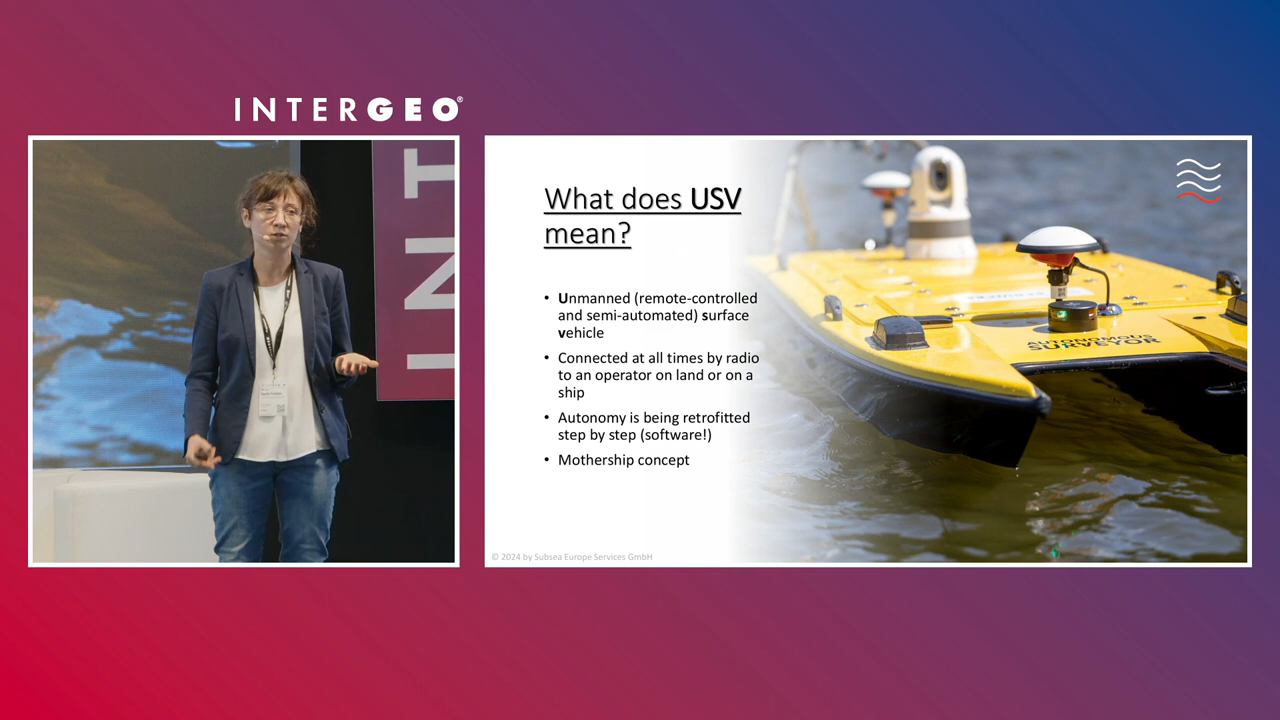 INTERGEO®
INT
What does USV
mean?
• Unmanned (remote-controlled
and semi-automated) surface
vehicle
• Connected at all times by radio
to an operator on land or on a
ship
• Autonomy is being retrofitted
step by step (software!)
• Mothership concept
AUTONOMOUS
SURVEYOR
© 2024 by Subsea Europe Services GmbH